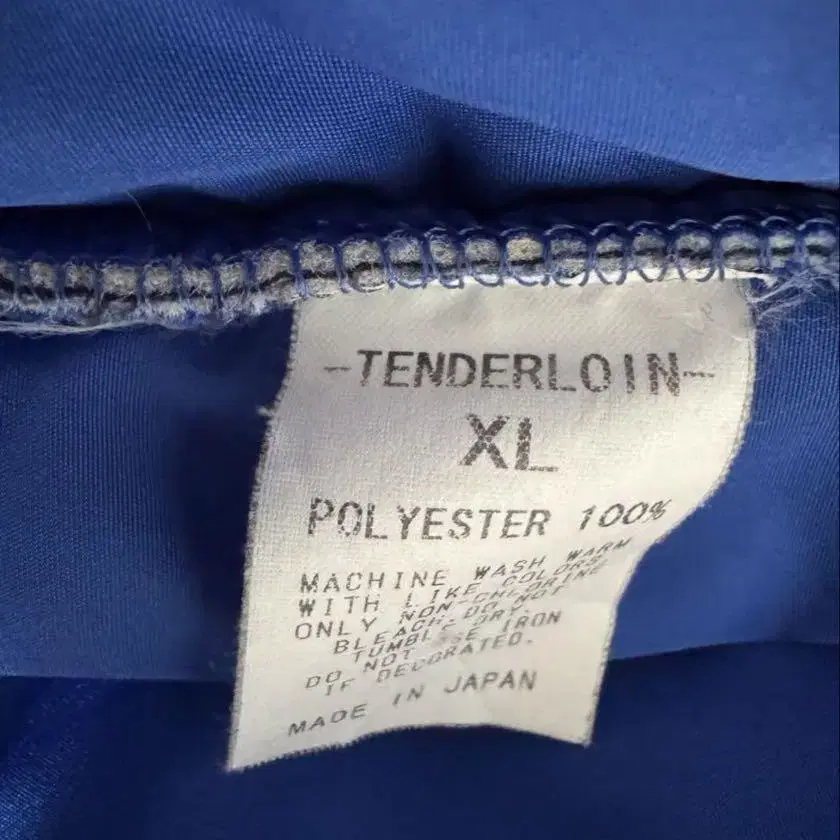 -TENDERLOIN-
XL
POLYESTER 100%
MACHINE WASH WARM
WITH LIKE COLORS
ONLY NON-CHLORINE
BLEACH. DO NOT
TUMBLE DRY.
DO NOT USE IRON
IF DECORATED.
MADE IN JAPAN